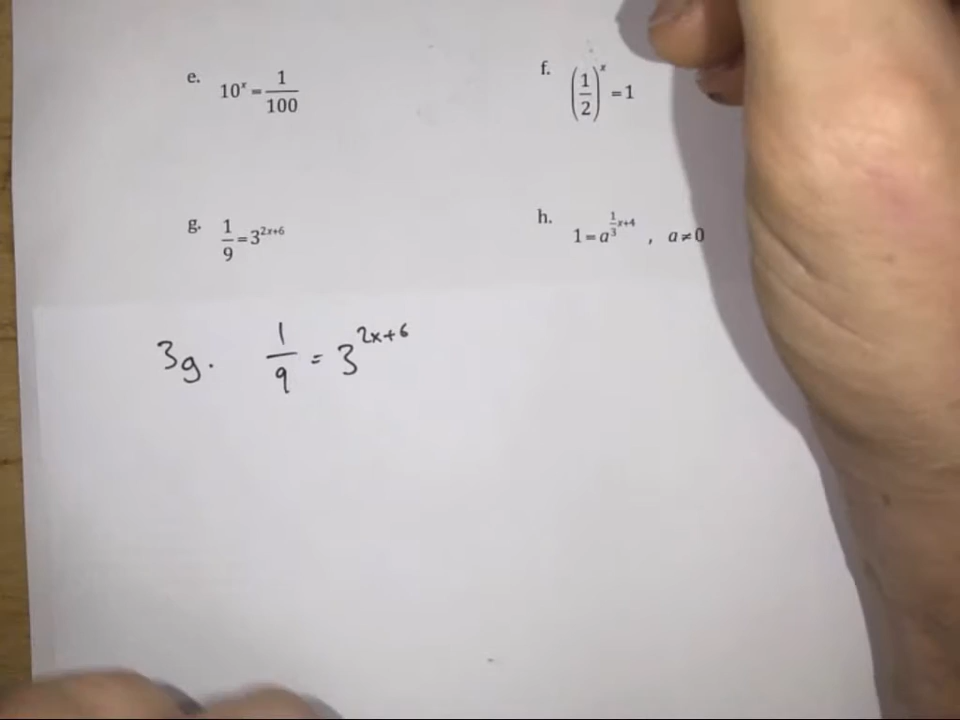 e. 10^x = 1/100
f. (1/2)^x = 1
g. 1/9 = 3^{2x+6}
h. 1 = a^{1/3 x+4} , a ≠ 0
3g. 1/9 = 3^{2x+6}